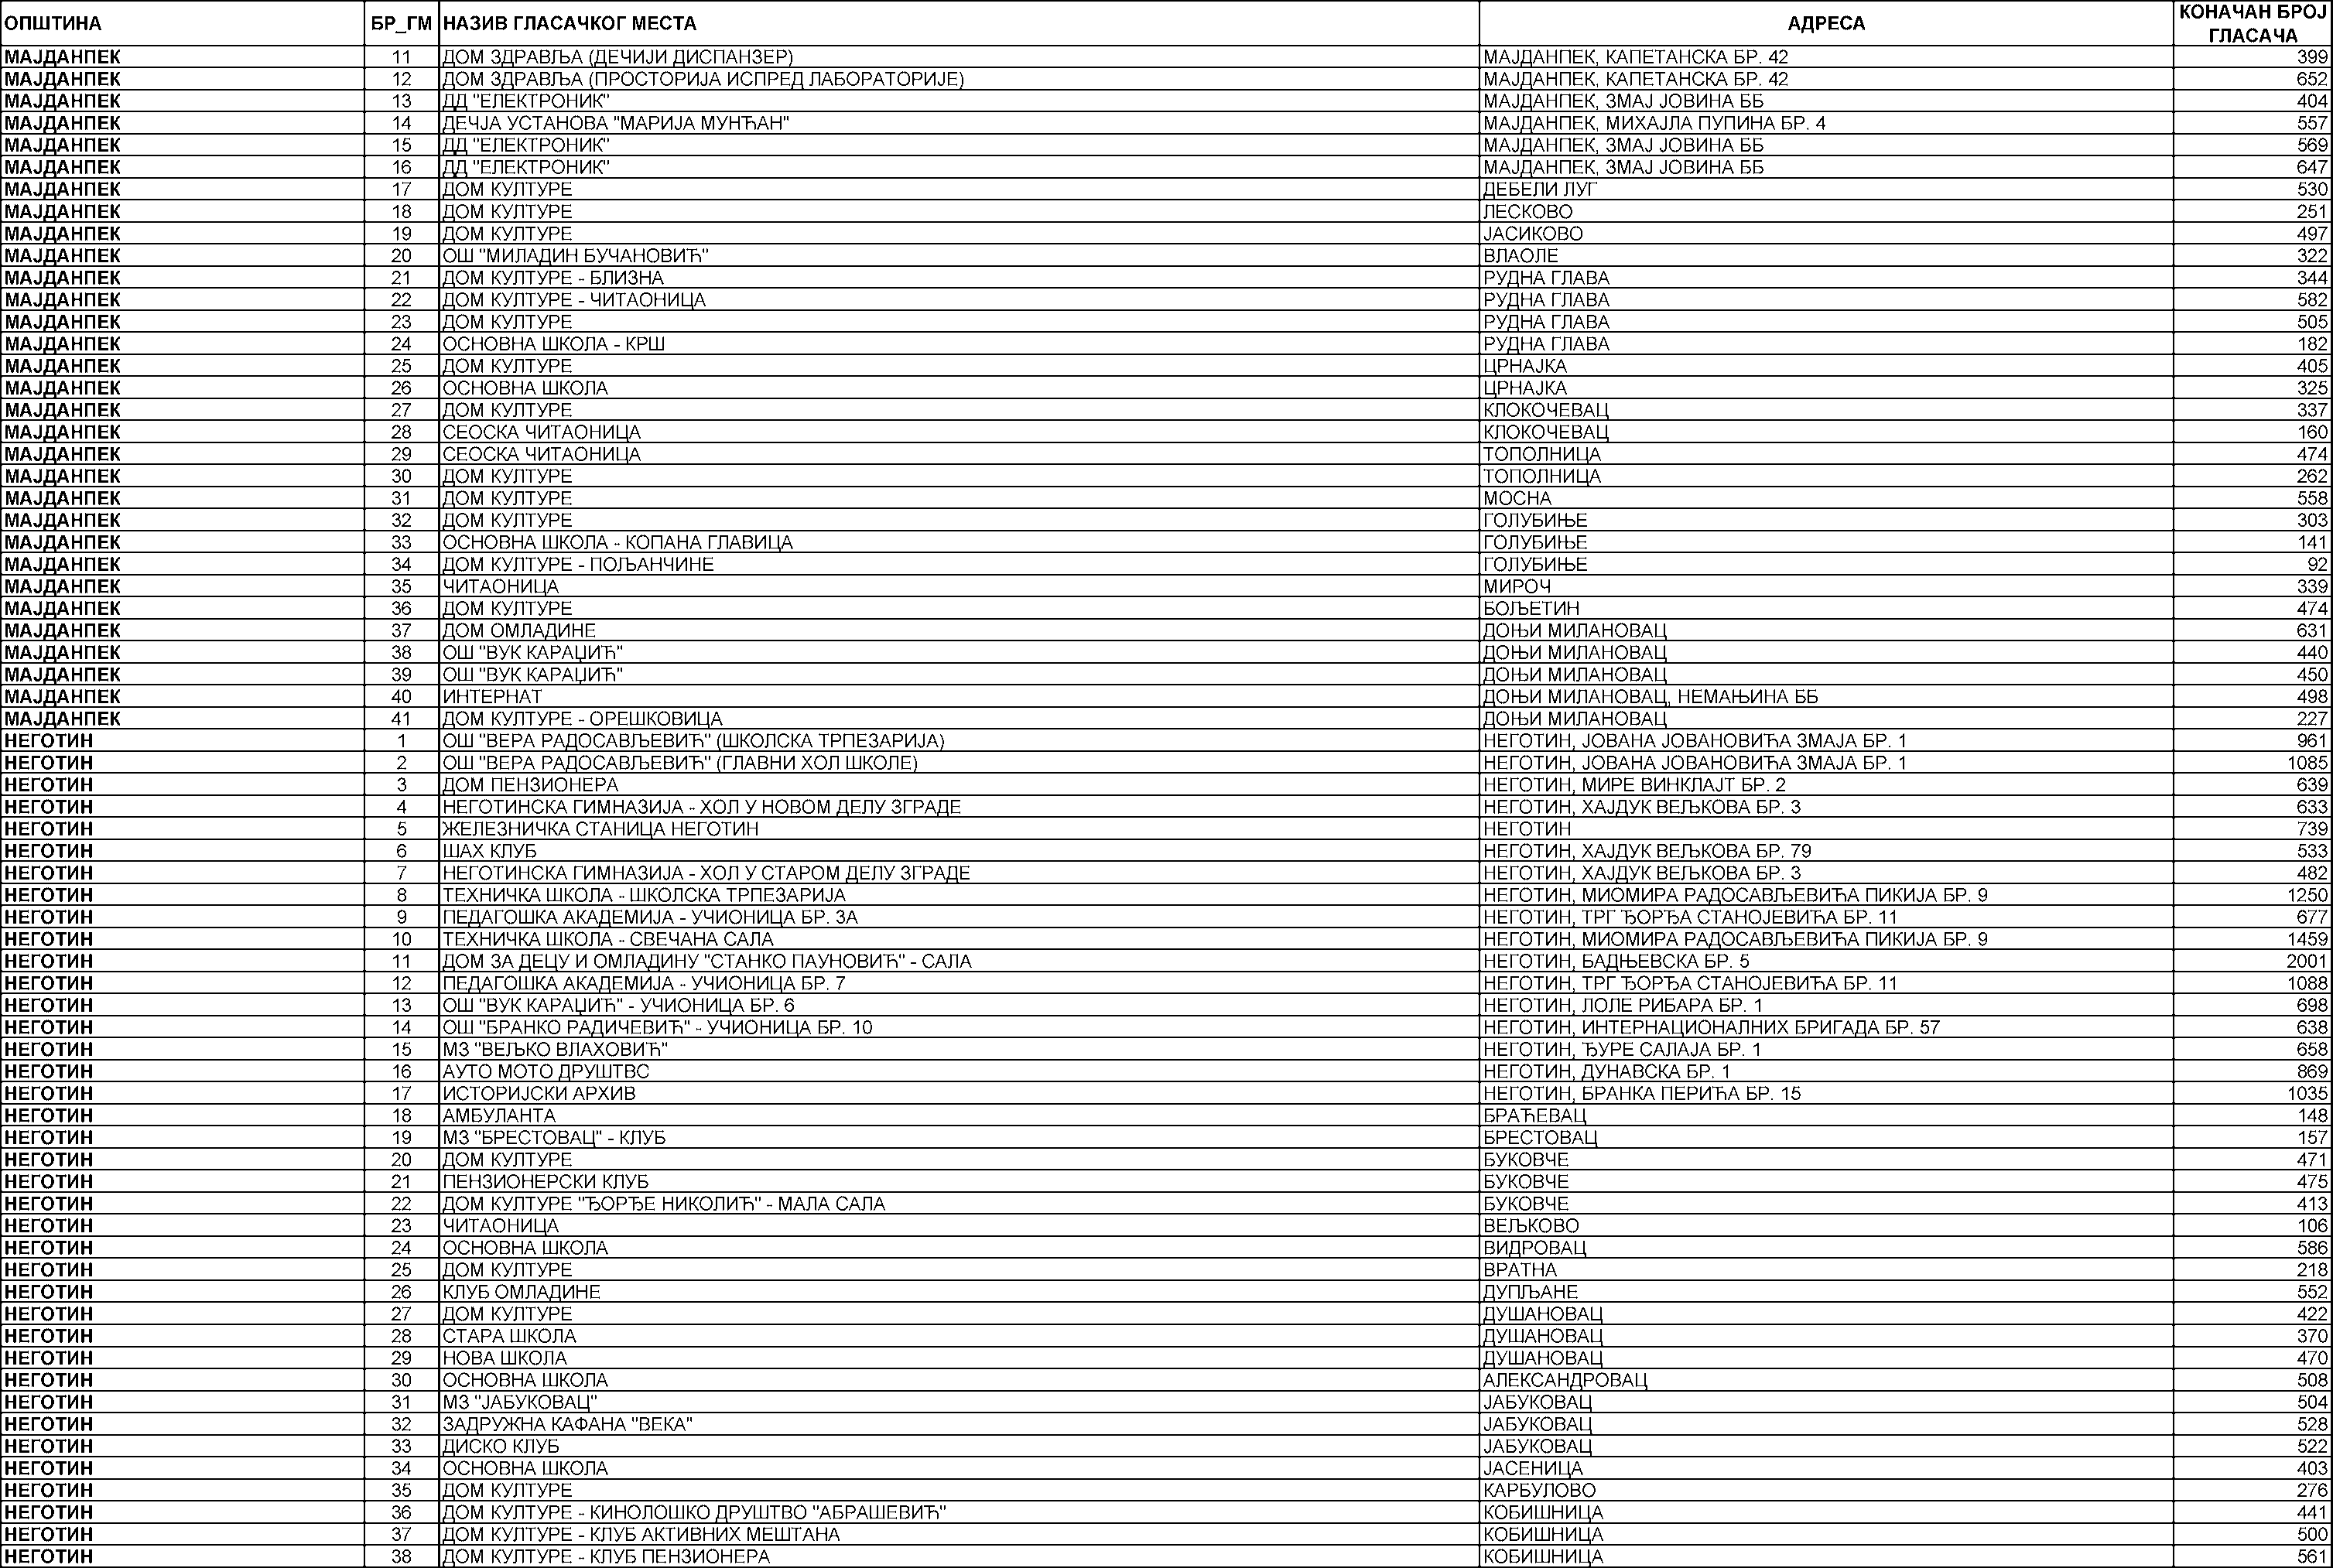 ОПШТИНА БР_ГМ НАЗИВ ГЛАСАЧКОГ МЕСТА АДРЕСА КОНАЧАН БРОЈ ГЛАСАЧА
МАЈДАНПЕК 11 ДОМ ЗДРАВЉА (ДЕЧИЈИ ДИСПАНЗЕР) МАЈДАНПЕК, КАПЕТАНСКА БР. 42 399
МАЈДАНПЕК 12 ДОМ ЗДРАВЉА (ПРОСТОРИЈА ИСПРЕД ЛАБОРАТОРИЈЕ) МАЈДАНПЕК, КАПЕТАНСКА БР. 42 652
МАЈДАНПЕК 13 ДД "ЕЛЕКТРОНИК" МАЈДАНПЕК, ЗМАЈ ЈОВИНА ББ 404
МАЈДАНПЕК 14 ДЕЧЈА УСТАНОВА "МАРИЈА МУНЋАН" МАЈДАНПЕК, МИХАЈЛА ПУПИНА БР. 4 557
МАЈДАНПЕК 15 ДД "ЕЛЕКТРОНИК" МАЈДАНПЕК, ЗМАЈ ЈОВИНА ББ 569
МАЈДАНПЕК 16 ДД "ЕЛЕКТРОНИК" МАЈДАНПЕК, ЗМАЈ ЈОВИНА ББ 647
МАЈДАНПЕК 17 ДОМ КУЛТУРЕ ДЕБЕЛИ ЛУГ 530
МАЈДАНПЕК 18 ДОМ КУЛТУРЕ ЛЕСКОВО 251
МАЈДАНПЕК 19 ДОМ КУЛТУРЕ ЈАСИКОВО 497
МАЈДАНПЕК 20 ОШ "МИЛАДИН БУЧАНОВИЋ" ВЛАОЛЕ 322
МАЈДАНПЕК 21 ДОМ КУЛТУРЕ - БЛИЗНА РУДНА ГЛАВА 344
МАЈДАНПЕК 22 ДОМ КУЛТУРЕ - ЧИТАОНИЦА РУДНА ГЛАВА 582
МАЈДАНПЕК 23 ДОМ КУЛТУРЕ РУДНА ГЛАВА 505
МАЈДАНПЕК 24 ОСНОВНА ШКОЛА - КРШ РУДНА ГЛАВА 182
МАЈДАНПЕК 25 ДОМ КУЛТУРЕ ЦРНАЈКА 405
МАЈДАНПЕК 26 ОСНОВНА ШКОЛА ЦРНАЈКА 325
МАЈДАНПЕК 27 ДОМ КУЛТУРЕ КЛОКОЧЕВАЦ 337
МАЈДАНПЕК 28 СЕОСКА ЧИТАОНИЦА КЛОКОЧЕВАЦ 160
МАЈДАНПЕК 29 СЕОСКА ЧИТАОНИЦА ТОПОЛНИЦА 474
МАЈДАНПЕК 30 ДОМ КУЛТУРЕ ТОПОЛНИЦА 262
МАЈДАНПЕК 31 ДОМ КУЛТУРЕ МОСНА 558
МАЈДАНПЕК 32 ДОМ КУЛТУРЕ ГОЛУБИЊЕ 303
МАЈДАНПЕК 33 ОСНОВНА ШКОЛА - КОПАНА ГЛАВИЦА ГОЛУБИЊЕ 141
МАЈДАНПЕК 34 ДОМ КУЛТУРЕ - ПОЉАНЧИНЕ ГОЛУБИЊЕ 92
МАЈДАНПЕК 35 ЧИТАОНИЦА МИРОЧ 339
МАЈДАНПЕК 36 ДОМ КУЛТУРЕ БОЉЕТИН 474
МАЈДАНПЕК 37 ДОМ ОМЛАДИНЕ ДОЊИ МИЛАНОВАЦ 631
МАЈДАНПЕК 38 ОШ "ВУК КАРАЏИЋ" ДОЊИ МИЛАНОВАЦ 440
МАЈДАНПЕК 39 ОШ "ВУК КАРАЏИЋ" ДОЊИ МИЛАНОВАЦ 450
МАЈДАНПЕК 40 ИНТЕРНАТ ДОЊИ МИЛАНОВАЦ, НЕМАЊИНА ББ 498
МАЈДАНПЕК 41 ДОМ КУЛТУРЕ - ОРЕШКОВИЦА ДОЊИ МИЛАНОВАЦ 227
НЕГОТИН 1 ОШ "ВЕРА РАДОСАВЉЕВИЋ" (ШКОЛСКА ТРПЕЗАРИЈА) НЕГОТИН, ЈОВАНА ЈОВАНОВИЋА ЗМАЈА БР. 1 961
НЕГОТИН 2 ОШ "ВЕРА РАДОСАВЉЕВИЋ" (ГЛАВНИ ХОЛ ШКОЛЕ) НЕГОТИН, ЈОВАНА ЈОВАНОВИЋА ЗМАЈА БР. 1 1085
НЕГОТИН 3 ДОМ ПЕНЗИОНЕРА НЕГОТИН, МИРЕ ВИНКЛАЈТ БР. 2 639
НЕГОТИН 4 НЕГОТИНСКА ГИМНАЗИЈА - ХОЛ У НОВОМ ДЕЛУ ЗГРАДЕ НЕГОТИН, ХАЈДУК ВЕЉКОВА БР. 3 633
НЕГОТИН 5 ЖЕЛЕЗНИЧКА СТАНИЦА НЕГОТИН НЕГОТИН 739
НЕГОТИН 6 ШАХ КЛУБ НЕГОТИН, ХАЈДУК ВЕЉКОВА БР. 79 533
НЕГОТИН 7 НЕГОТИНСКА ГИМНАЗИЈА - ХОЛ У СТАРОМ ДЕЛУ ЗГРАДЕ НЕГОТИН, ХАЈДУК ВЕЉКОВА БР. 3 482
НЕГОТИН 8 ТЕХНИЧКА ШКОЛА - ШКОЛСКА ТРПЕЗАРИЈА НЕГОТИН, МИОМИРА РАДОСАВЉЕВИЋА ПИКИЈА БР. 9 1250
НЕГОТИН 9 ПЕДАГОШКА АКАДЕМИЈА - УЧИОНИЦА БР. 3А НЕГОТИН, ТРГ ЂОРЂА СТАНОЈЕВИЋА БР. 11 677
НЕГОТИН 10 ТЕХНИЧКА ШКОЛА - СВЕЧАНА САЛА НЕГОТИН, МИОМИРА РАДОСАВЉЕВИЋА ПИКИЈА БР. 9 1459
НЕГОТИН 11 ДОМ ЗА ДЕЦУ И ОМЛАДИНУ "СТАНКО ПАУНОВИЋ" - САЛА НЕГОТИН, БАДЊЕВСКА БР. 5 2001
НЕГОТИН 12 ПЕДАГОШКА АКАДЕМИЈА - УЧИОНИЦА БР. 7 НЕГОТИН, ТРГ ЂОРЂА СТАНОЈЕВИЋА БР. 11 1088
НЕГОТИН 13 ОШ "ВУК КАРАЏИЋ" - УЧИОНИЦА БР. 6 НЕГОТИН, ЛОЛЕ РИБАРА БР. 1 698
НЕГОТИН 14 ОШ "БРАНКО РАДИЧЕВИЋ" - УЧИОНИЦА БР. 10 НЕГОТИН, ИНТЕРНАЦИОНАЛНИХ БРИГАДА БР. 57 638
НЕГОТИН 15 МЗ "ВЕЉКО ВЛАХОВИЋ" НЕГОТИН, ЂУРЕ САЛАЈА БР. 1 658
НЕГОТИН 16 АУТО МОТО ДРУШТВС НЕГОТИН, ДУНАВСКА БР. 1 869
НЕГОТИН 17 ИСТОРИЈСКИ АРХИВ НЕГОТИН, БРАНКА ПЕРИЋА БР. 15 1035
НЕГОТИН 18 АМБУЛАНТА БРАЋЕВАЦ 148
НЕГОТИН 19 МЗ "БРЕСТОВАЦ" - КЛУБ БРЕСТОВАЦ 157
НЕГОТИН 20 ДОМ КУЛТУРЕ БУКОВЧЕ 471
НЕГОТИН 21 ПЕНЗИОНЕРСКИ КЛУБ БУКОВЧЕ 475
НЕГОТИН 22 ДОМ КУЛТУРЕ "ЂОРЂЕ НИКОЛИЋ" - МАЛА САЛА БУКОВЧЕ 413
НЕГОТИН 23 ЧИТАОНИЦА ВЕЉКОВО 106
НЕГОТИН 24 ОСНОВНА ШКОЛА ВИДРОВАЦ 586
НЕГОТИН 25 ДОМ КУЛТУРЕ ВРАТНА 218
НЕГОТИН 26 КЛУБ ОМЛАДИНЕ ДУПЉАНЕ 552
НЕГОТИН 27 ДОМ КУЛТУРЕ ДУШАНОВАЦ 422
НЕГОТИН 28 СТАРА ШКОЛА ДУШАНОВАЦ 370
НЕГОТИН 29 НОВА ШКОЛА ДУШАНОВАЦ 470
НЕГОТИН 30 ОСНОВНА ШКОЛА АЛЕКСАНДРОВАЦ 508
НЕГОТИН 31 МЗ "ЈАБУКОВАЦ" ЈАБУКОВАЦ 504
НЕГОТИН 32 ЗАДРУЖНА КАФАНА "ВЕКА" ЈАБУКОВАЦ 528
НЕГОТИН 33 ДИСКО КЛУБ ЈАБУКОВАЦ 522
НЕГОТИН 34 ОСНОВНА ШКОЛА ЈАСЕНИЦА 403
НЕГОТИН 35 ДОМ КУЛТУРЕ КАРБУЛОВО 276
НЕГОТИН 36 ДОМ КУЛТУРЕ - КИНОЛОШКО ДРУШТВО "АБРАШЕВИЋ" КОБИШНИЦА 441
НЕГОТИН 37 ДОМ КУЛТУРЕ - КЛУБ АКТИВНИХ МЕШТАНА КОБИШНИЦА 500
НЕГОТИН 38 ДОМ КУЛТУРЕ - КЛУБ ПЕНЗИОНЕРА КОБИШНИЦА 561